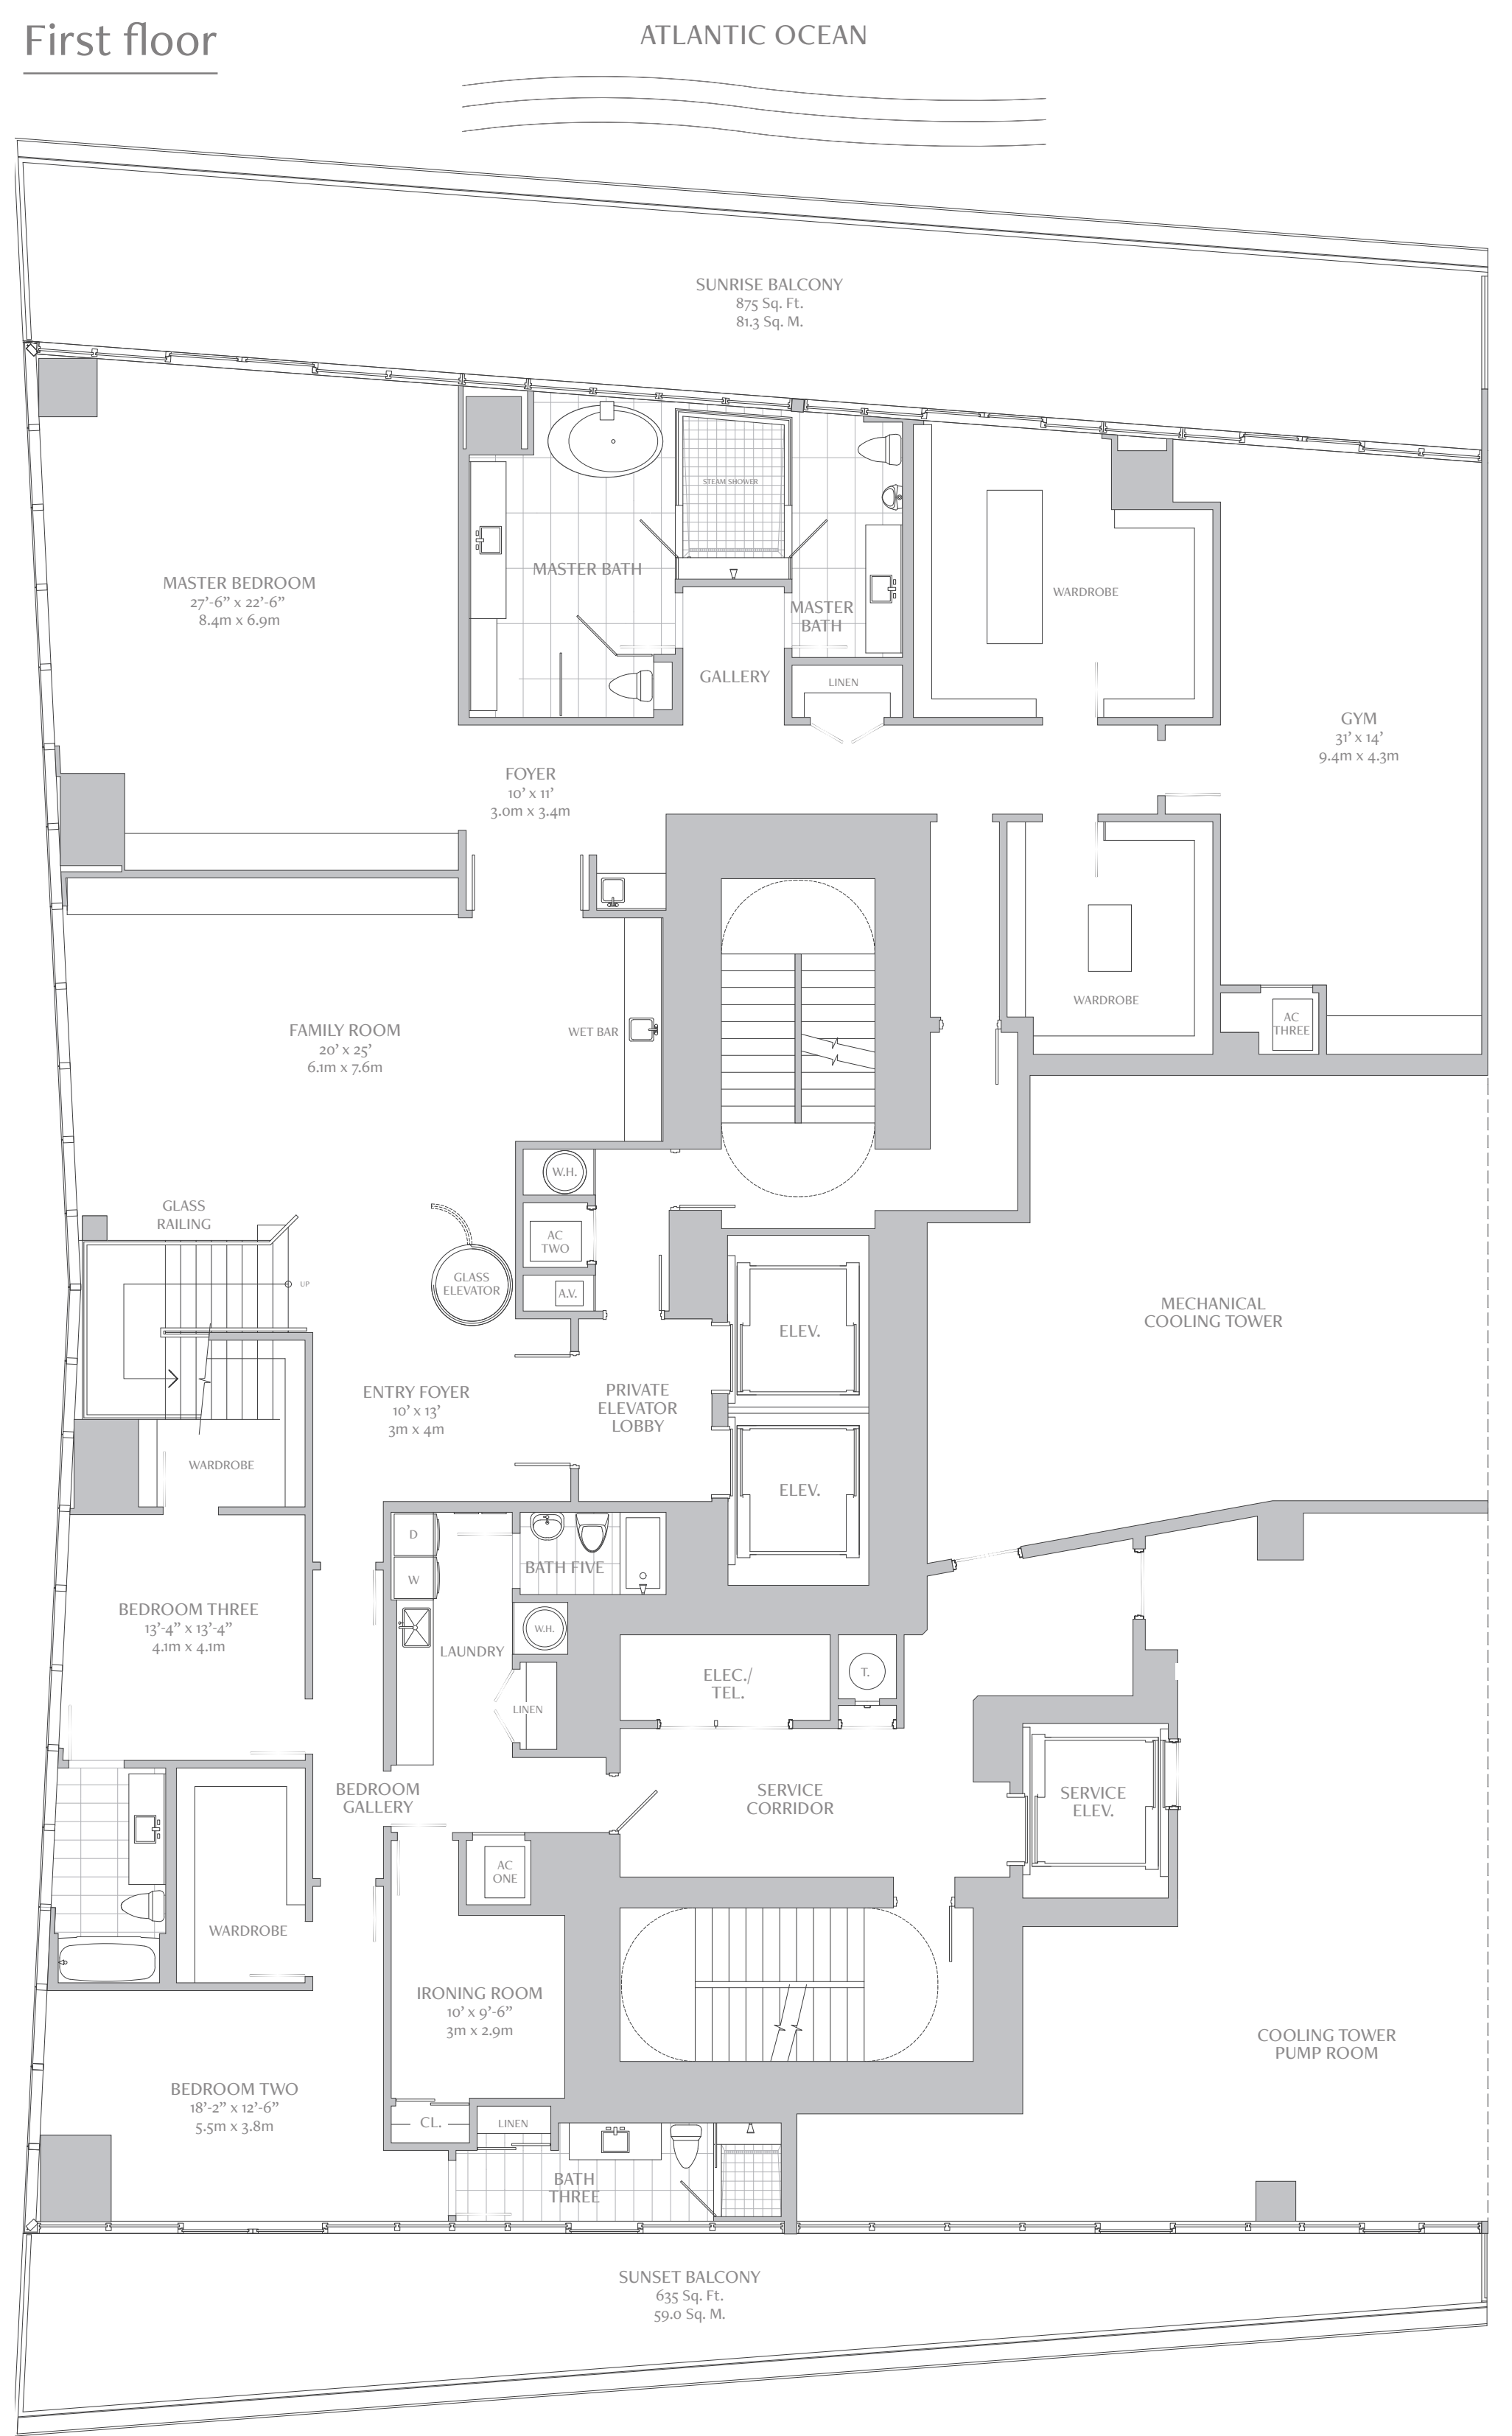 First floor
ATLANTIC OCEAN
SUNRISE BALCONY
875 Sq. Ft.
81.3 Sq. M.
STEAM SHOWER
MASTER BATH
MASTER BEDROOM
27’-6” x 22’-6”
8.4m x 6.9m
WARDROBE
MASTER
BATH
GALLERY
LINEN
GYM
31’ x 14’
9.4m x 4.3m
FOYER
10’ x 11’
3.0m x 3.4m
WARDROBE
AC
THREE
FAMILY ROOM
20’ x 25’
6.1m x 7.6m
WET BAR
W.H.
GLASS
RAILING
AC
TWO
GLASS
ELEVATOR
UP
A.V.
ELEV.
MECHANICAL
COOLING TOWER
ENTRY FOYER
10’ x 13’
3m x 4m
PRIVATE
ELEVATOR
LOBBY
WARDROBE
ELEV.
D
W
BATH FIVE
BEDROOM THREE
13’-4” x 13’-4”
4.1m x 4.1m
W.H.
LAUNDRY
ELEC./
TEL.
T.
LINEN
BEDROOM
GALLERY
SERVICE
CORRIDOR
SERVICE
ELEV.
AC
ONE
WARDROBE
IRONING ROOM
10’ x 9’-6”
3m x 2.9m
COOLING TOWER
PUMP ROOM
BEDROOM TWO
18’-2” x 12’-6”
5.5m x 3.8m
CL.
LINEN
BATH
THREE
SUNSET BALCONY
635 Sq. Ft.
59.0 Sq. M.